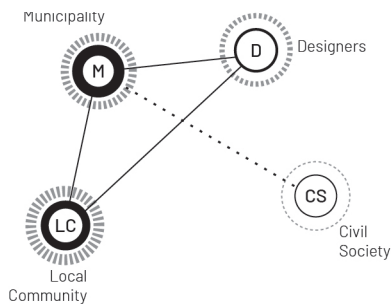 Municipality
M
D
Designers
CS
Civil
Society
LC
Local
Community